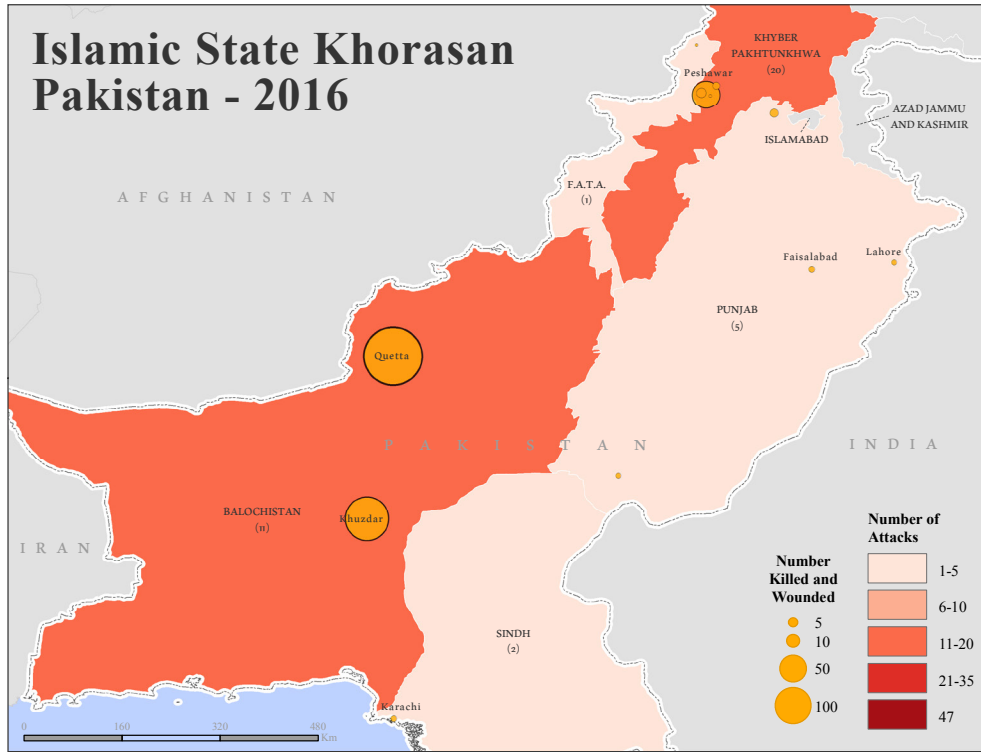 Islamic State Khorasan
Pakistan - 2016
KHYBER
PAKHTUNKHWA
(20)
Peshawar
AZAD JAMMU
AND KASHMIR
ISLAMABAD
AFGHANISTAN
F.A.T.A.
(1)
Lahore
Faisalabad
PUNJAB
(5)
Quetta
PAKISTAN
INDIA
BALOCHISTAN
(11)
Khuzdar
IRAN
SINDH
(2)
Karachi
Number
Killed and
Wounded
5
10
50
100
Number of
Attacks
1-5
6-10
11-20
21-35
47
0 160 320 480
Km